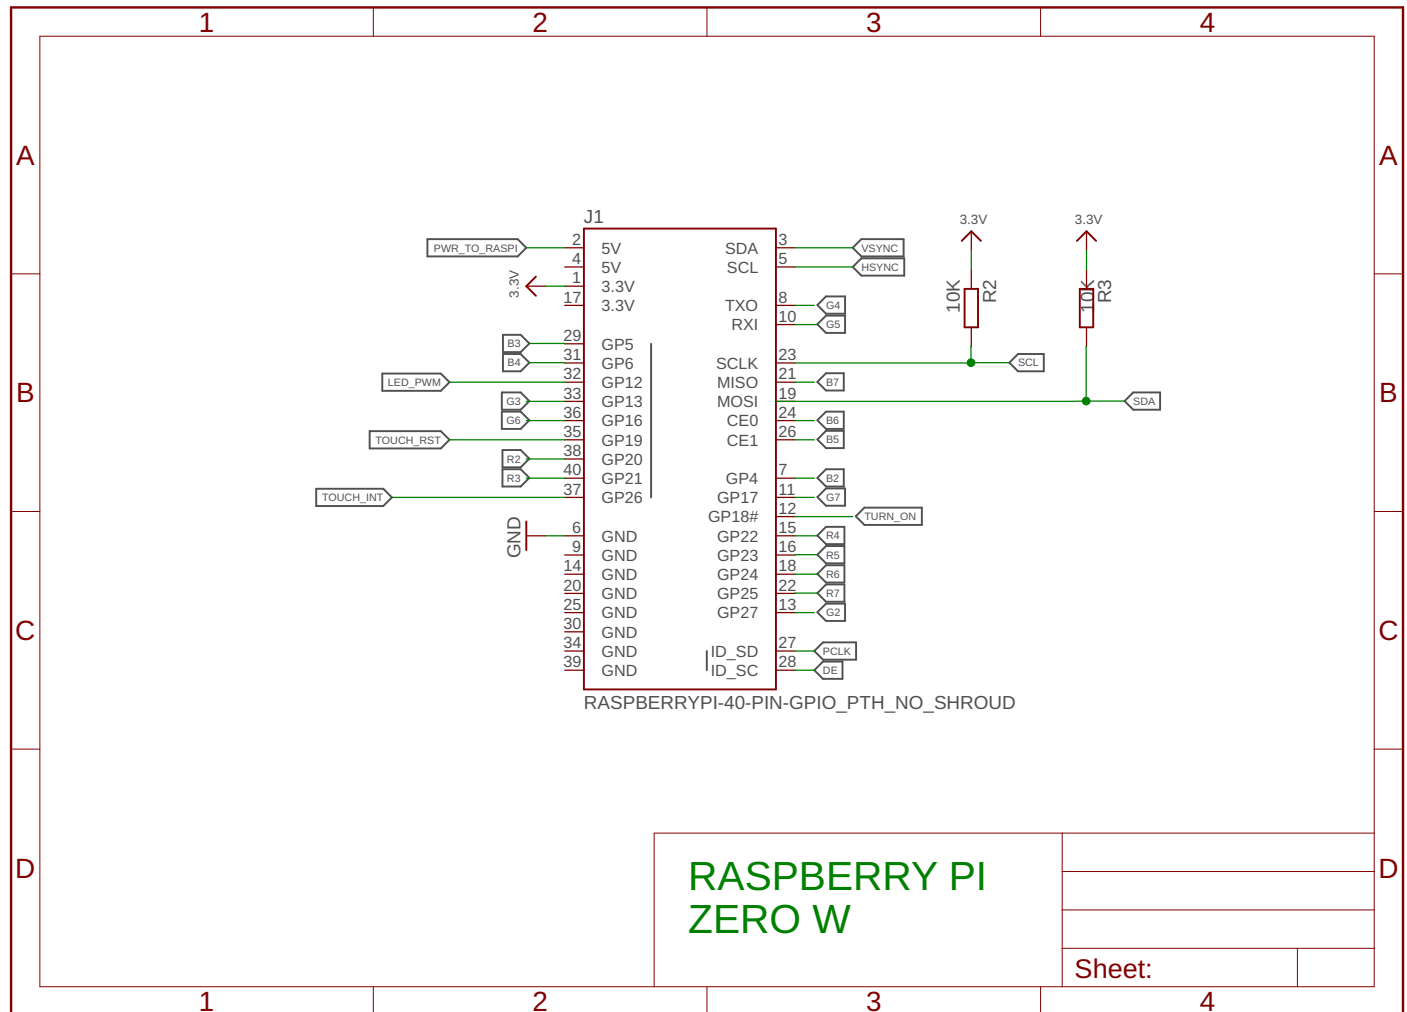 1 2 3 4
A A
B B
C C
D D
J1
PWR_TO_RASPI 2 5V
4 5V
3.3V 1 3.3V
17 3.3V
B3 29 GP5
B4 31 GP6
LED_PWM 32 GP12
G3 33 GP13
G6 36 GP16
TOUCH_RST 35 GP19
R2 38 GP20
R3 40 GP21
TOUCH_INT 37 GP26
GND 6 GND
9 GND
14 GND
20 GND
25 GND
30 GND
34 GND
39 GND
SDA 3 VSYNC
SCL 5 HSYNC
TXO 8 G4
RXI 10 G5
SCLK 23 SCL
MISO 21 B7
MOSI 19 SDA
CE0 24 B6
CE1 26 B5
GP4 7 B2
GP17 11 G7
GP18# 12 TURN_ON
GP22 15 R4
GP23 16 R5
GP24 18 R6
GP25 22 R7
GP27 13 G2
ID_SD 27 PCLK
ID_SC 28 DE
3.3V
10K R2
3.3V
10K R3
RASPBERRYPI-40-PIN-GPIO_PTH_NO_SHROUD
RASPBERRY PI
ZERO W
Sheet:
1 2 3 4